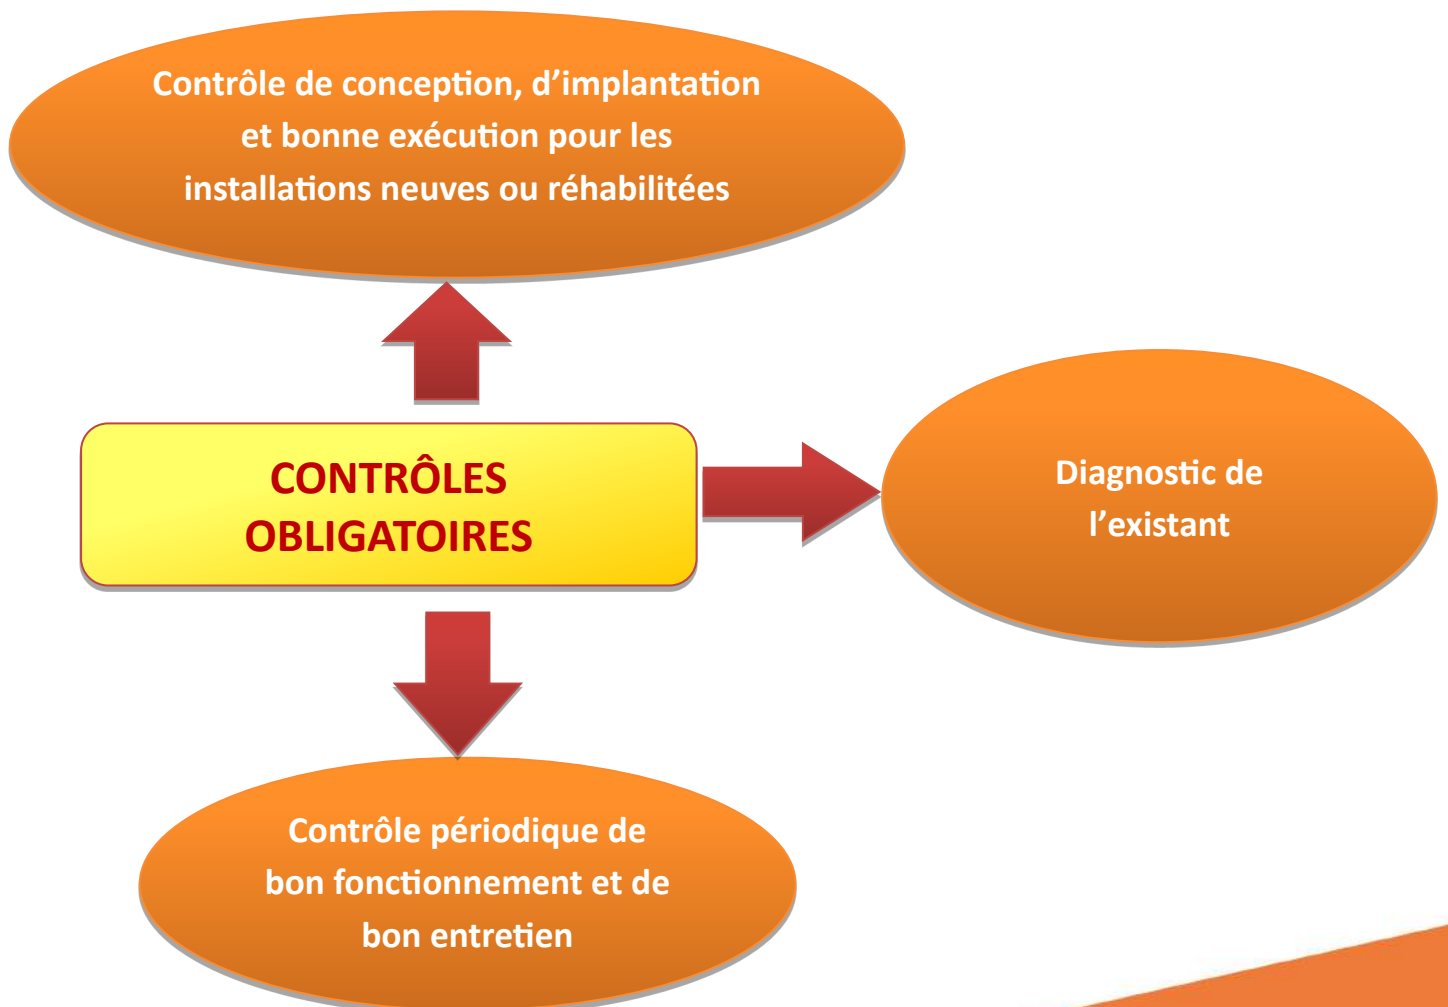 Contrôle de conception, d’implantation
et bonne exécution pour les
installations neuves ou réhabilitées
CONTRÔLES
OBLIGATOIRES
Diagnostic de
l’existant
Contrôle périodique de
bon fonctionnement et de
bon entretien